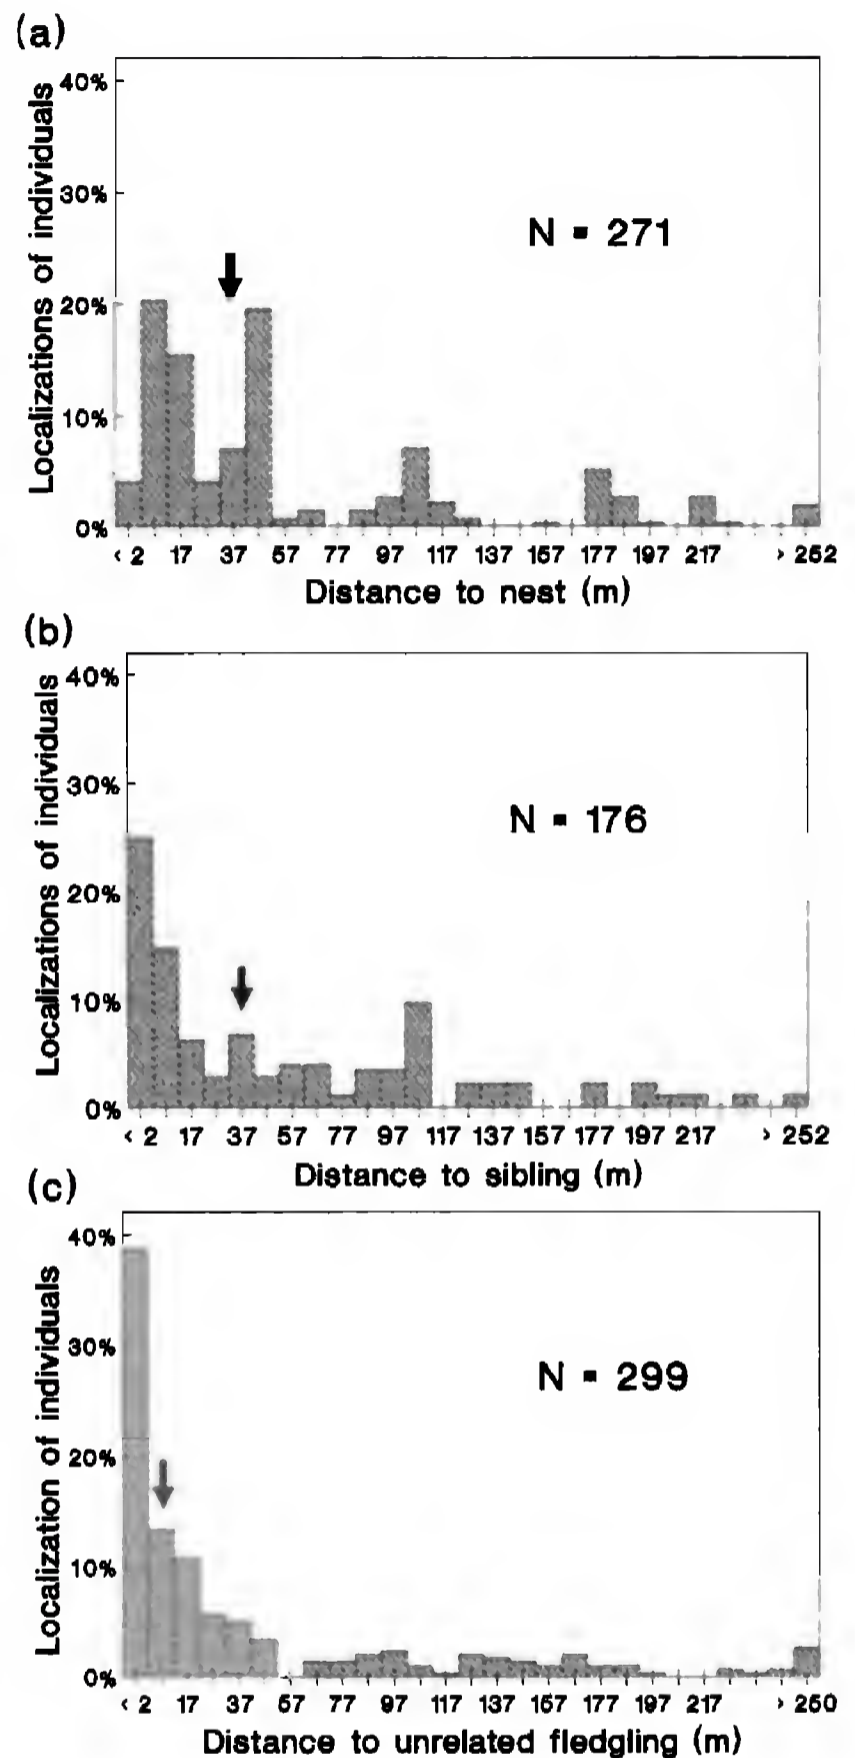 (a)
40%
30%
20%
10%
0%
Localizations of individuals
N = 271
< 2 17 37 57 77 97 117 137 157 177 197 217 > 252
Distance to nest (m)
(b)
40%
30%
20%
10%
0%
Localizations of individuals
N = 176
< 2 17 37 57 77 97 117 137 157 177 197 217 > 252
Distance to sibling (m)
(c)
40%
30%
20%
10%
0%
Localization of individuals
N = 299
< 2 17 37 57 77 97 117 137 157 177 197 217 > 260
Distance to unrelated fledgling (m)